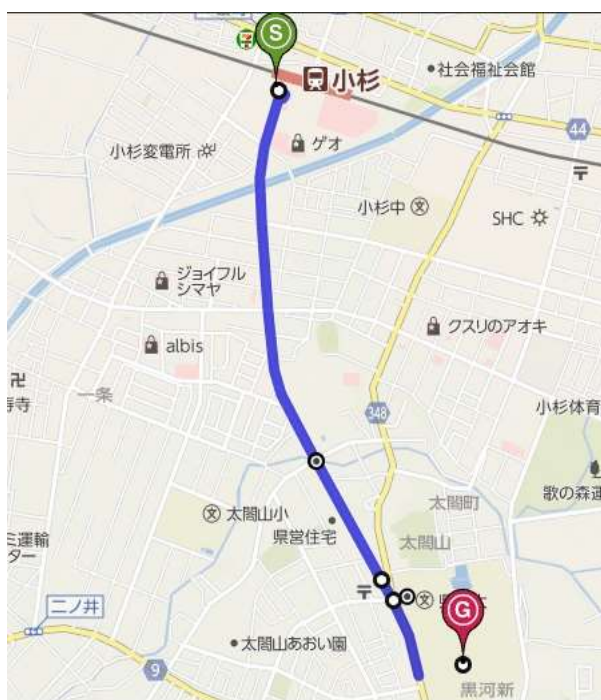 S
小杉
社会福祉会館
44
ゲオ
小杉変電所
小杉中
文
SHC
ジョイフル
シマヤ
クスリのアオキ
albis
一条
348
小杉体育
歌の森運
太閤町
文
太閤山小
県営住宅
太閤山
ミ運輸
ター
文
二ノ井
G
太閤山あおい園
9
黒河新